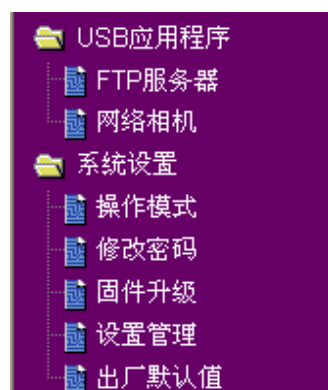 USB应用程序
FTP服务器
网络相机
系统设置
操作模式
修改密码
固件升级
设置管理
出厂默认值